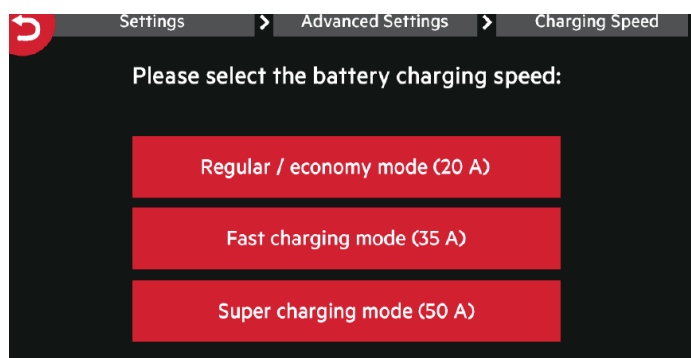 Settings > Advanced Settings > Charging Speed
Please select the battery charging speed:
Regular / economy mode (20 A)
Fast charging mode (35 A)
Super charging mode (50 A)